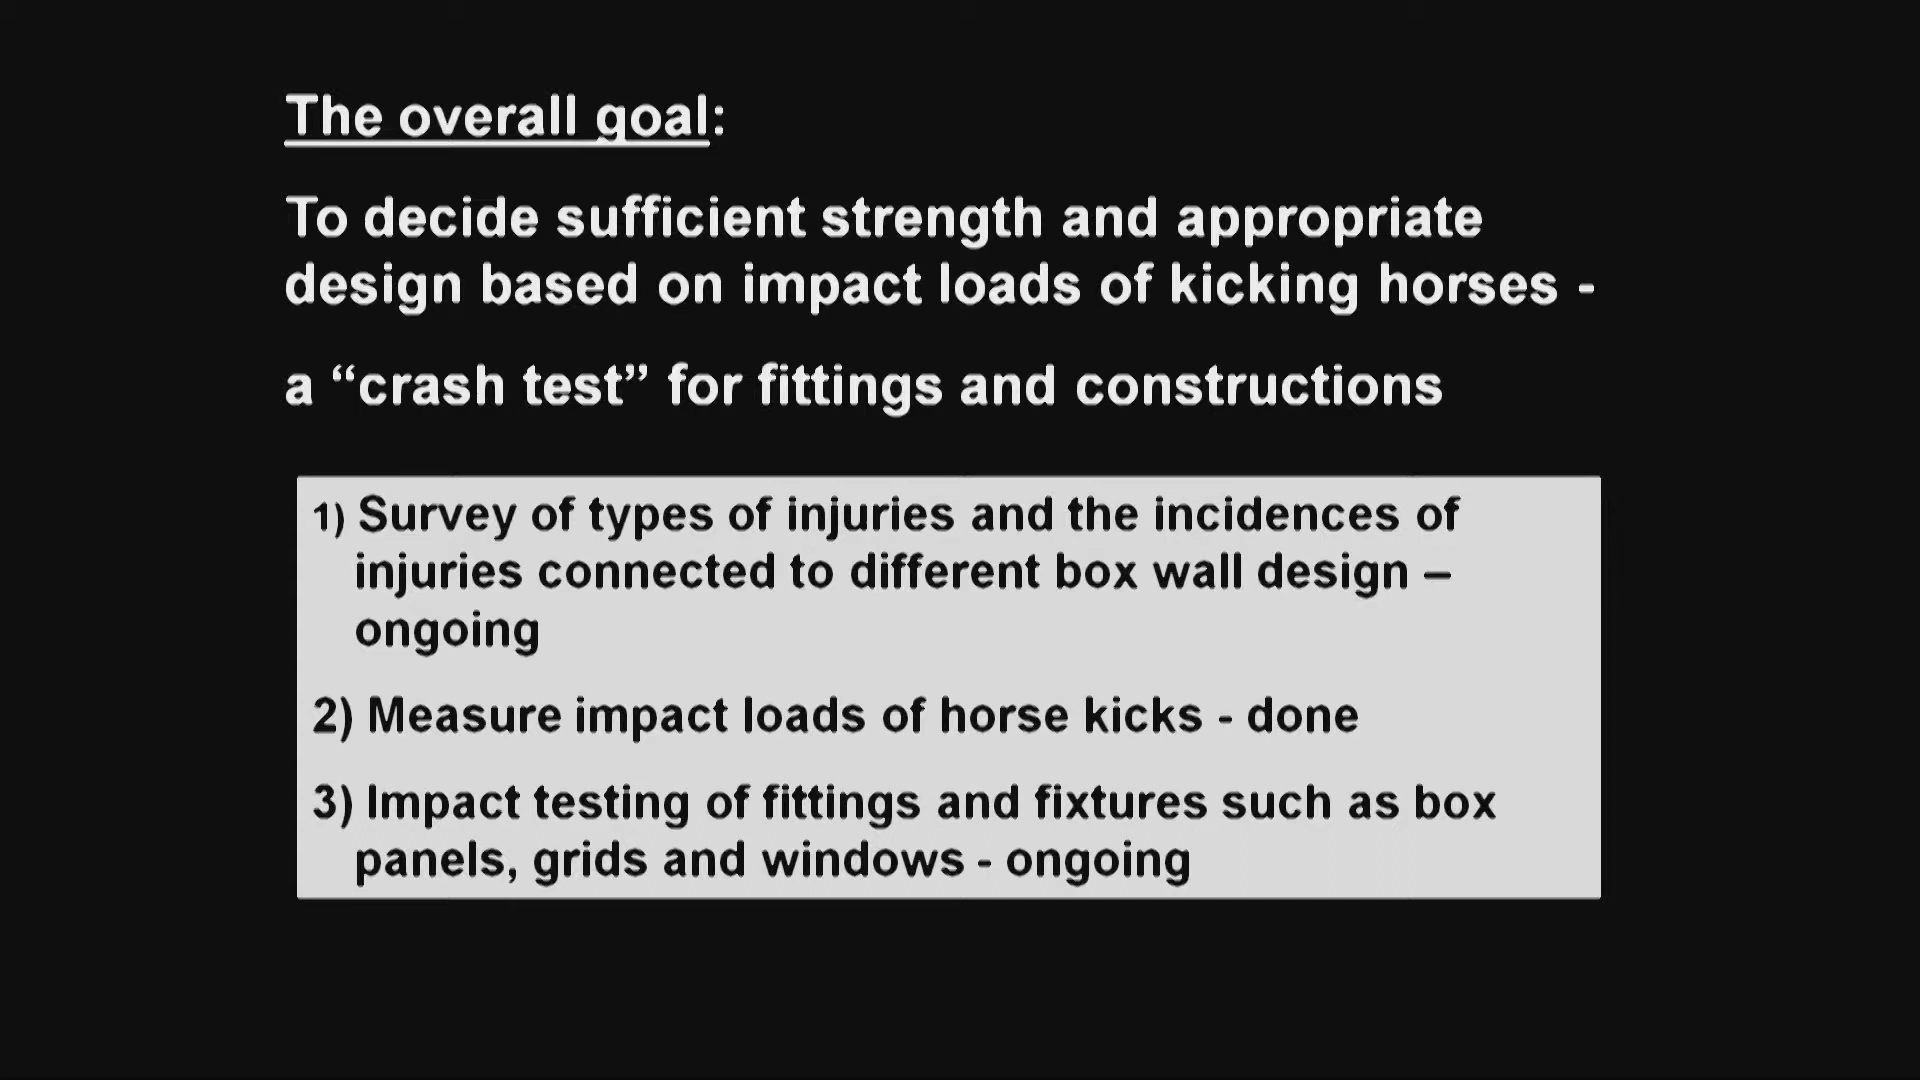 The overall goal:
To decide sufficient strength and appropriate
design based on impact loads of kicking horses -
a “crash test” for fittings and constructions
1) Survey of types of injuries and the incidences of
injuries connected to different box wall design –
ongoing
2) Measure impact loads of horse kicks - done
3) Impact testing of fittings and fixtures such as box
panels, grids and windows - ongoing